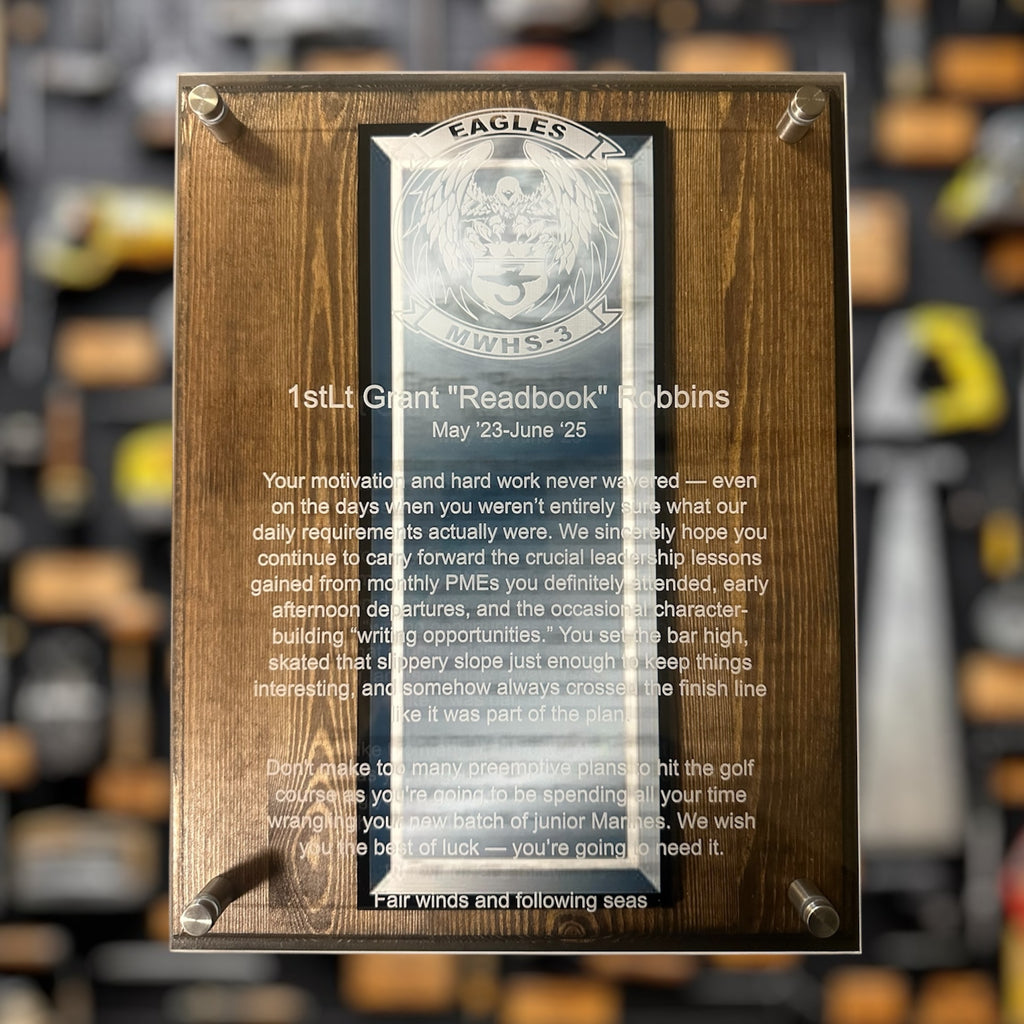 EAGLES
3
MWHS-3
1stLt Grant "Readbook" Robbins
May ’23-June ‘25
Your motivation and hard work never wavered — even
on the days when you weren’t entirely sure what our
daily requirements actually were. We sincerely hope you
continue to carry forward the crucial leadership lessons
gained from monthly PMEs you definitely attended, early
afternoon departures, and the occasional character-
building “writing opportunities.” You set the bar high,
skated that slippery slope just enough to keep things
interesting, and somehow always crossed the finish line
like it was part of the plan.
Don't make too many preemptive plans to hit the golf
course as you're going to be spending all your time
wrangling your new batch of junior Marines. We wish
you the best of luck — you're going to need it.
Fair winds and following seas